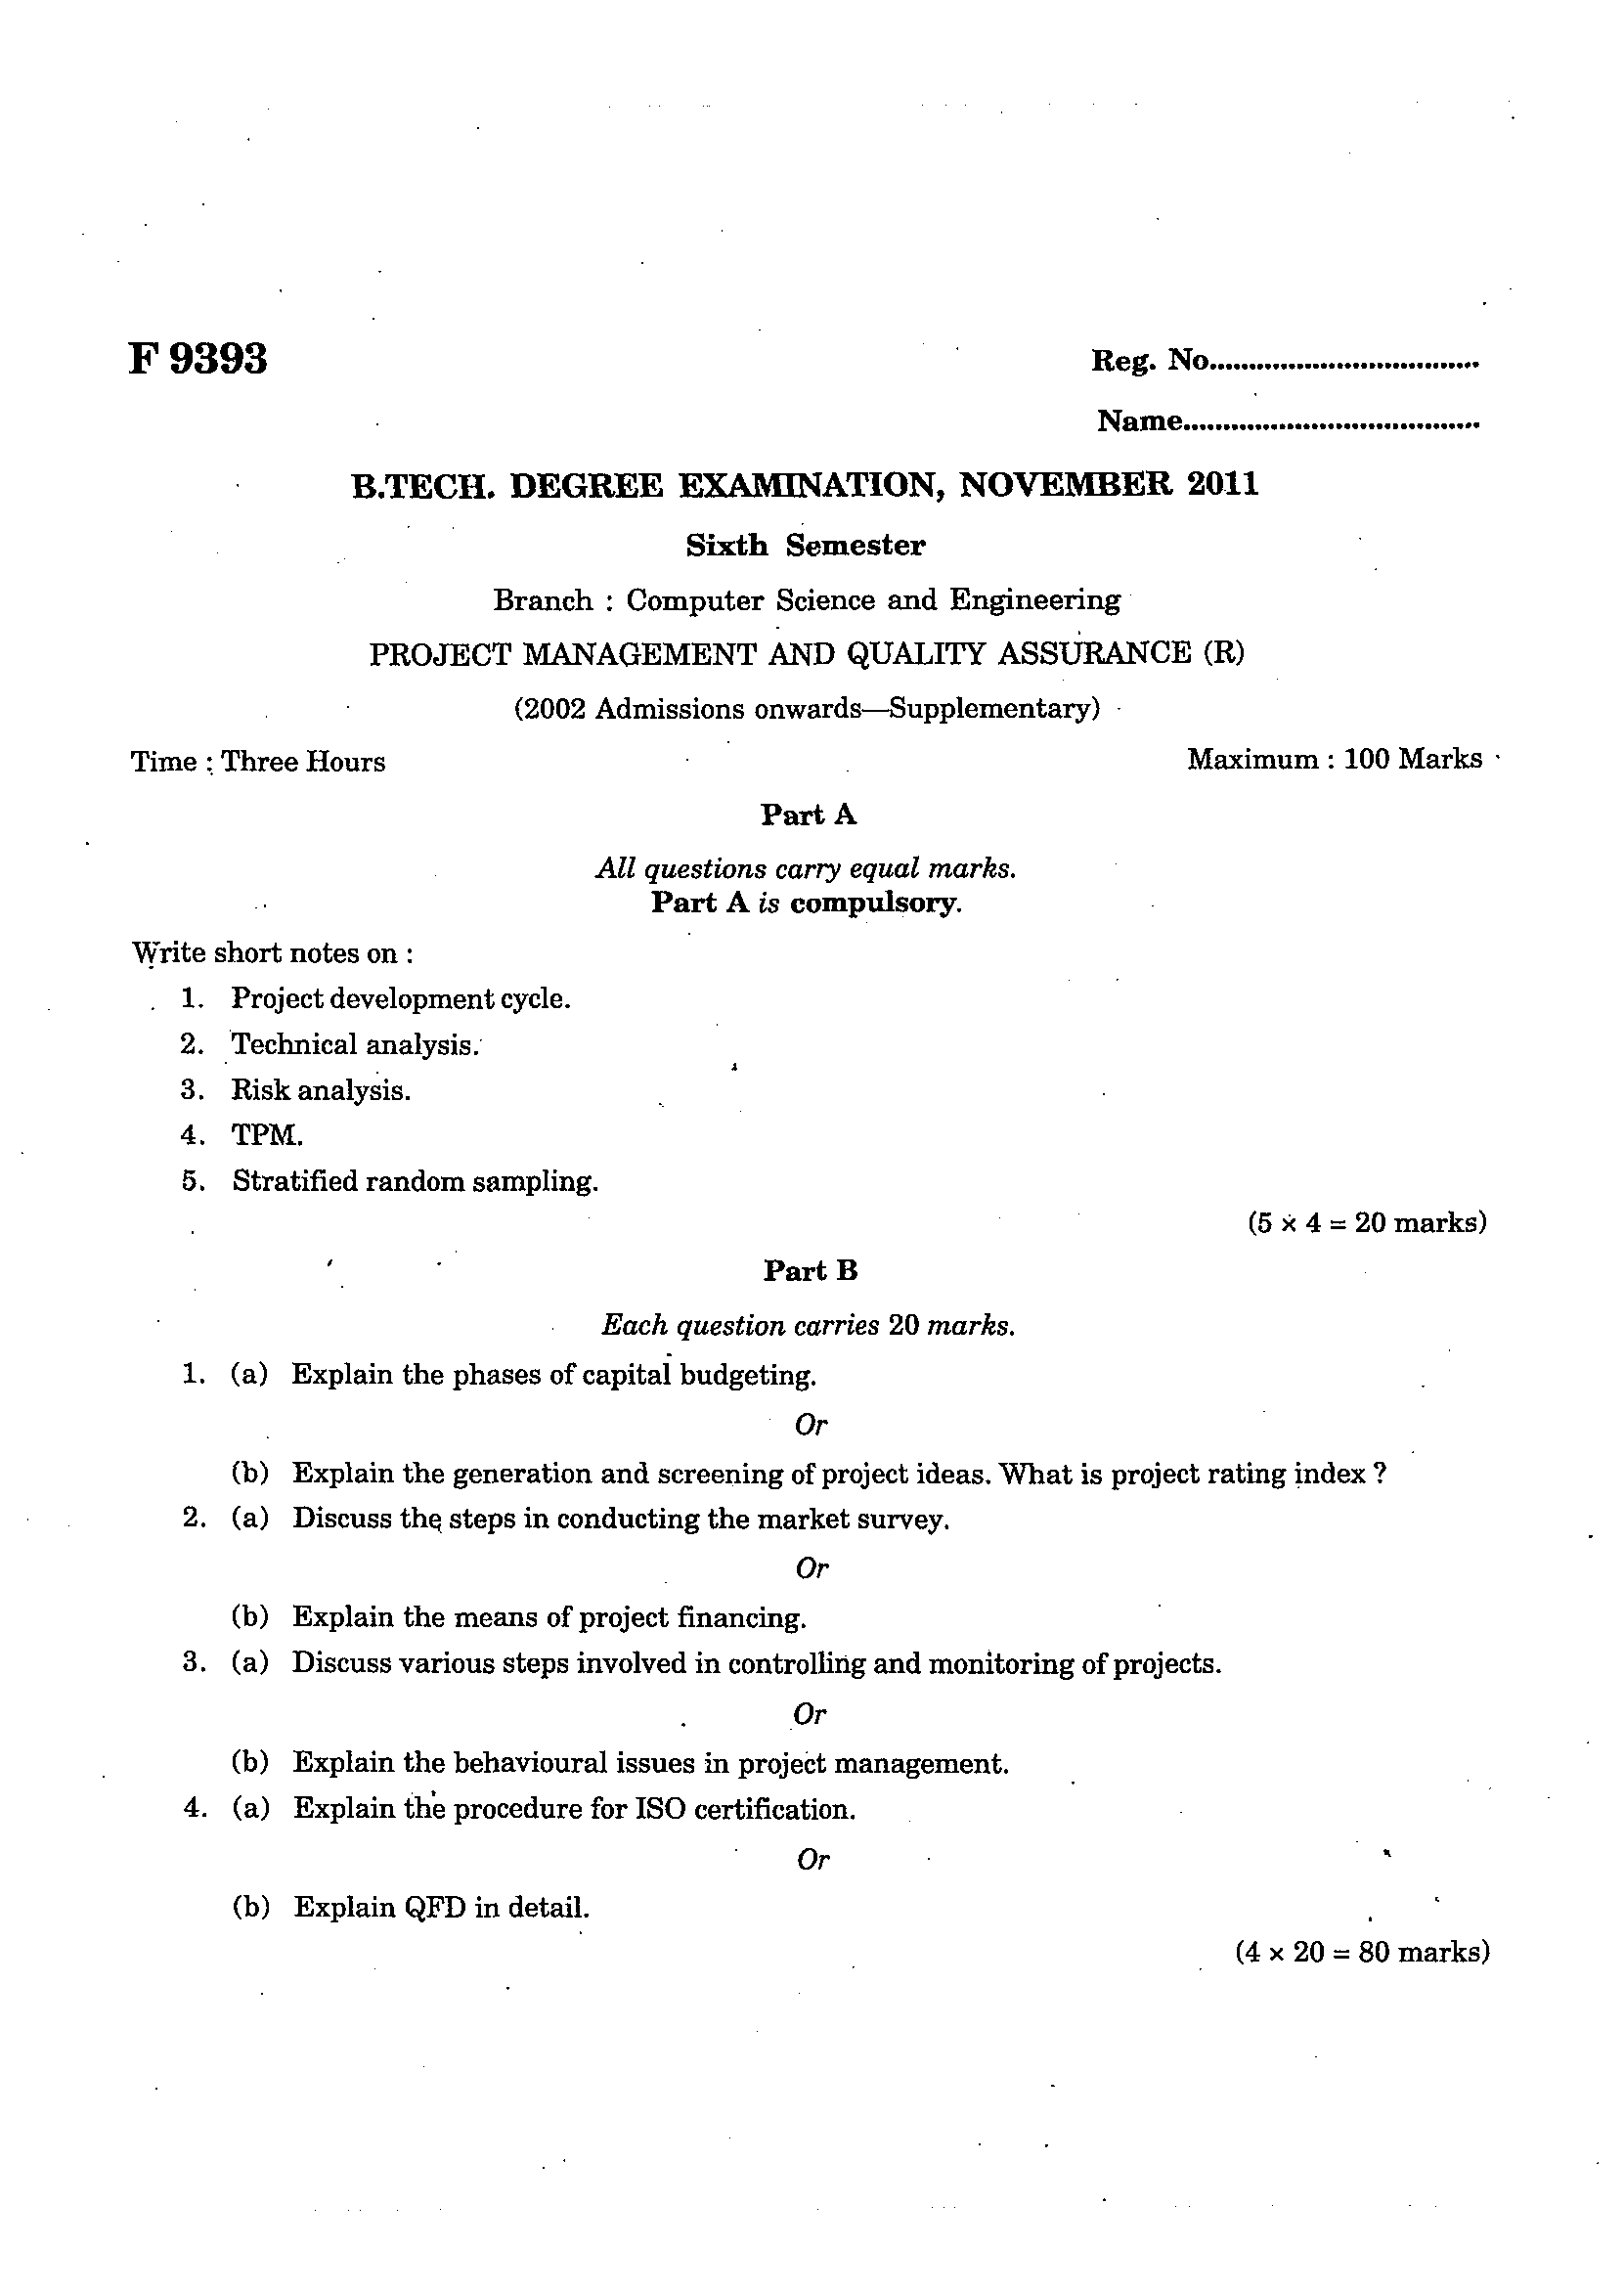 F 9393
Reg. No..................................
Name.....................................
B.TECH. DEGREE EXAMINATION, NOVEMBER 2011
Sixth Semester
Branch : Computer Science and Engineering
PROJECT MANAGEMENT AND QUALITY ASSURANCE (R)
(2002 Admissions onwards—Supplementary)
Time : Three Hours
Maximum : 100 Marks
Part A
All questions carry equal marks.
Part A is compulsory.
Write short notes on :
1. Project development cycle.
2. Technical analysis.
3. Risk analysis.
4. TPM.
5. Stratified random sampling.
(5 × 4 = 20 marks)
Part B
Each question carries 20 marks.
1. (a) Explain the phases of capital budgeting.
Or
(b) Explain the generation and screening of project ideas. What is project rating index ?
2. (a) Discuss the steps in conducting the market survey.
Or
(b) Explain the means of project financing.
3. (a) Discuss various steps involved in controlling and monitoring of projects.
Or
(b) Explain the behavioural issues in project management.
4. (a) Explain the procedure for ISO certification.
Or
(b) Explain QFD in detail.
(4 × 20 = 80 marks)